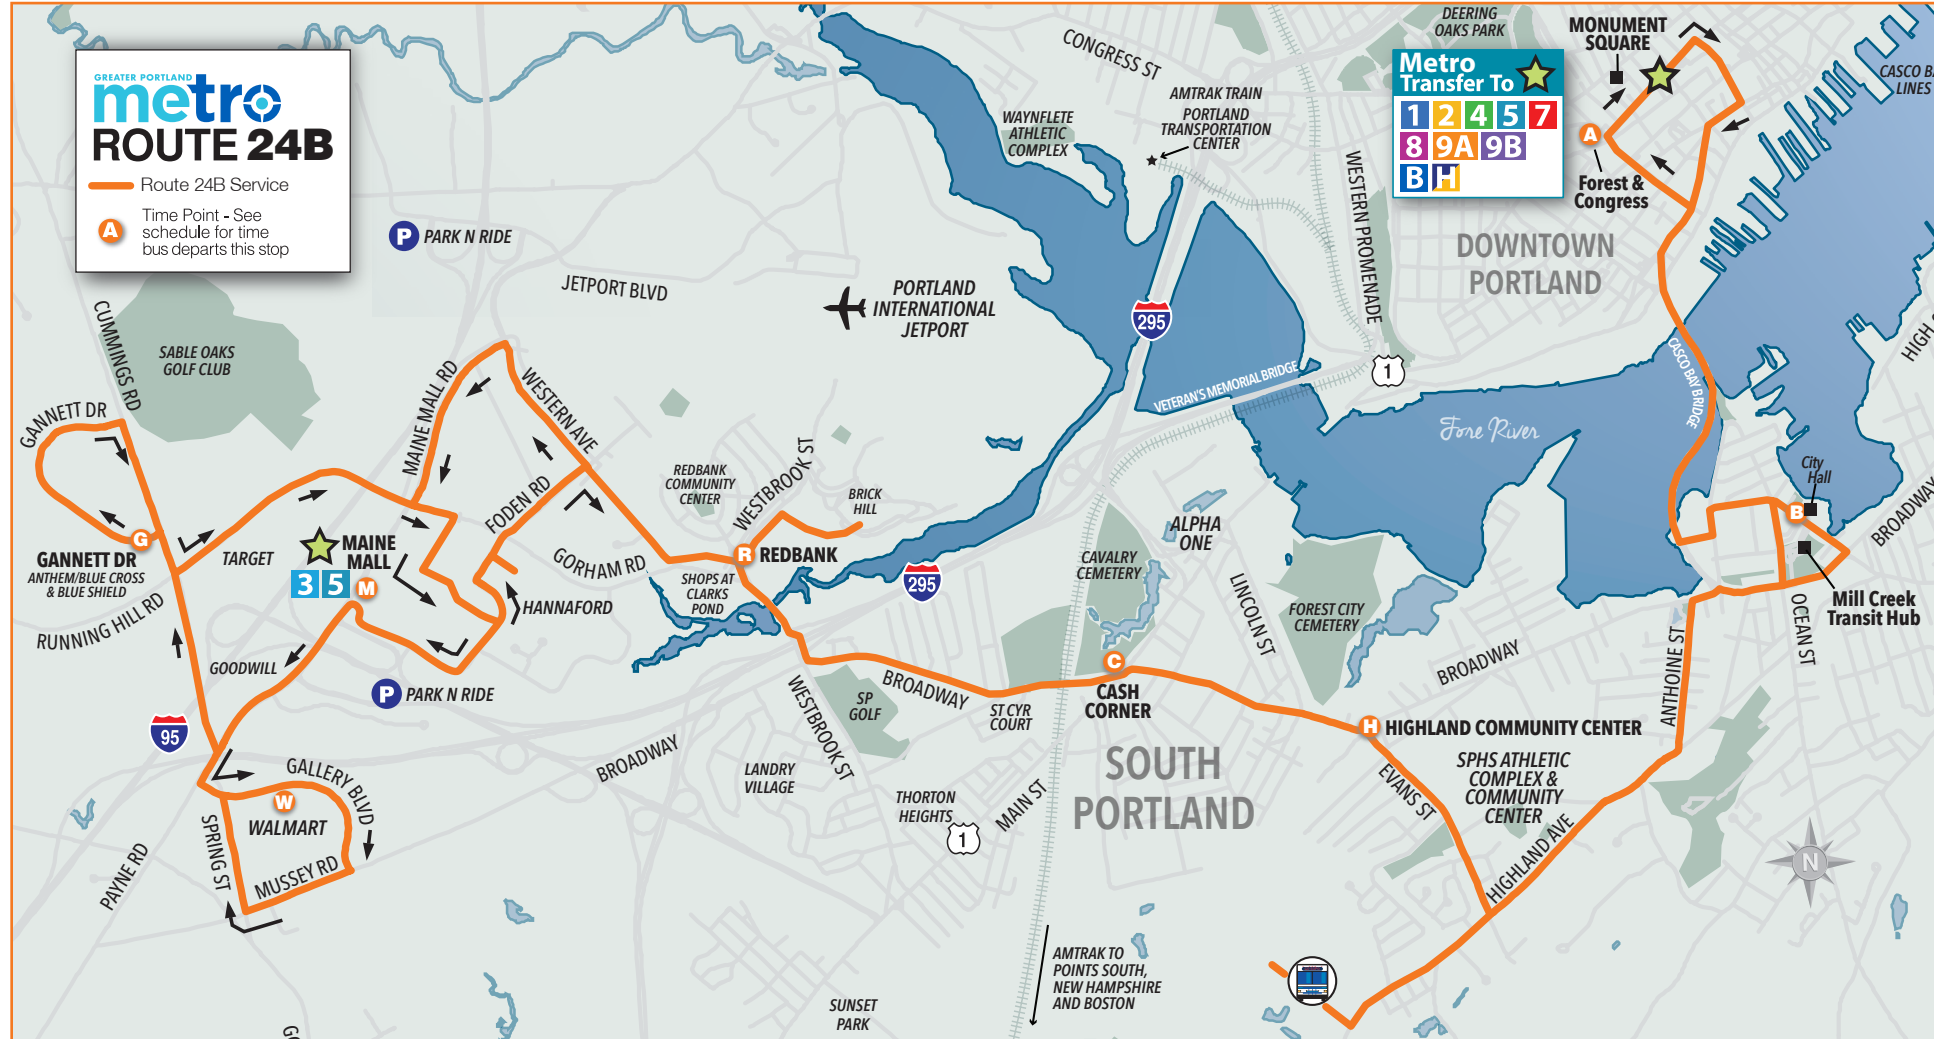 GREATER PORTLAND
metro
ROUTE 24B
Route 24B Service
A
Time Point - See
schedule for time
bus departs this stop
P PARK N RIDE
JETPORT BLVD
PORTLAND
INTERNATIONAL
JETPORT
CONGRESS ST
WAYNFLETE
ATHLETIC
COMPLEX
AMTRAK TRAIN
PORTLAND
TRANSPORTATION
CENTER
WESTERN PROMENADE
DEERING
OAKS PARK
Metro
Transfer To
1 2 4 5 7
8 9A 9B
B H
MONUMENT
SQUARE
A
Forest &
Congress
DOWNTOWN
PORTLAND
CASCO BA
LINES
HIGH
295
1
VETERAN'S MEMORIAL BRIDGE
Fore River
CASCO BAY BRIDGE
City
Hall
B
BROADWAY
Mill Creek
Transit Hub
OCEAN ST
CUMMINGS RD
SABLE OAKS
GOLF CLUB
GANNETT DR
G
GANNETT DR
ANTHEM/BLUE CROSS
& BLUE SHIELD
RUNNING HILL RD
TARGET
MAINE MALL RD
WESTERN AVE
FODEN RD
MAINE
MALL
3 5 M
GORHAM RD
HANNAFORD
GOODWILL
P PARK N RIDE
95
REDBANK
COMMUNITY
CENTER
WESTBROOK ST
BRICK
HILL
R REDBANK
SHOPS AT
CLARKS
POND
295
CAVALRY
CEMETERY
ALPHA
ONE
LINCOLN ST
FOREST CITY
CEMETERY
BROADWAY
ANTHOINE ST
C
CASH
CORNER
BROADWAY
ST CYR
COURT
SP
GOLF
WESTBROOK ST
BROADWAY
LANDRY
VILLAGE
THORTON
HEIGHTS
1
MAIN ST
SOUTH
PORTLAND
H HIGHLAND COMMUNITY CENTER
EVANS ST
SPHS ATHLETIC
COMPLEX &
COMMUNITY
CENTER
HIGHLAND AVE
GALLERY BLVD
W
WALMART
SPRING ST
MUSSEY RD
PAYNE RD
SUNSET
PARK
AMTRAK TO
POINTS SOUTH,
NEW HAMPSHIRE
AND BOSTON
N